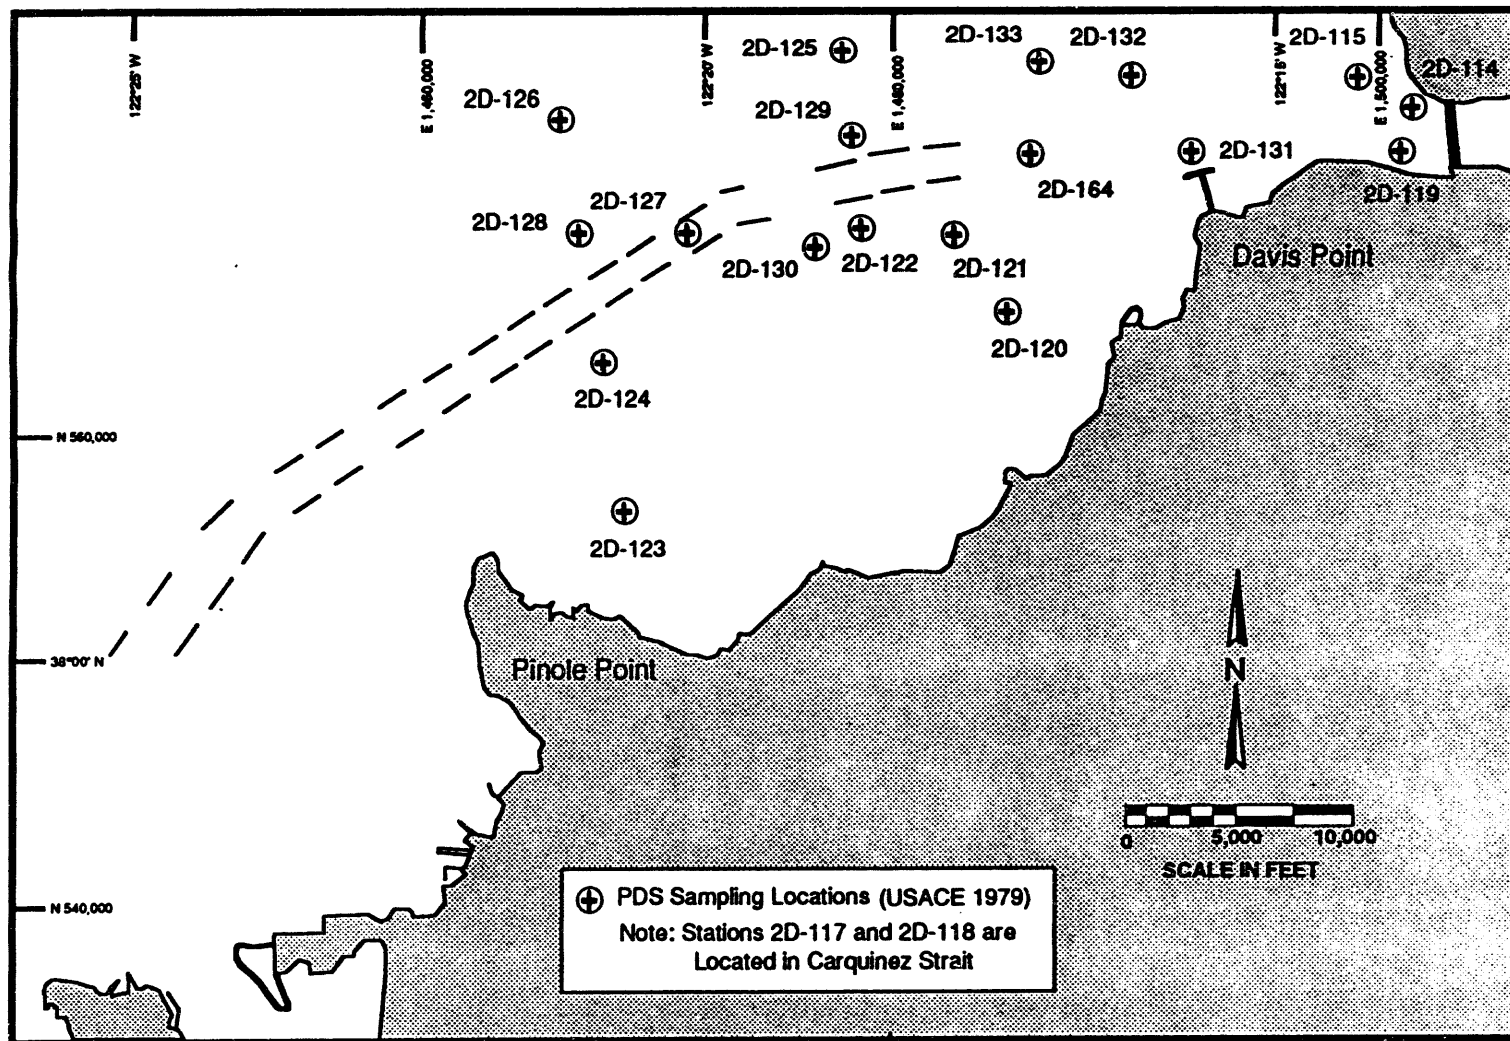 122°25' W
E 1,460,000
122°20' W
E 1,480,000
122°15' W
E 1,500,000
2D-125
2D-133
2D-132
2D-115
2D-114
2D-126
2D-129
2D-131
2D-164
2D-119
2D-127
2D-128
2D-130
2D-122
2D-121
Davis Point
2D-120
2D-124
N 560,000
2D-123
38°00' N
Pinole Point
N
0
5,000
10,000
SCALE IN FEET
N 540,000
PDS Sampling Locations (USACE 1979)
Note: Stations 2D-117 and 2D-118 are
Located in Carquinez Strait